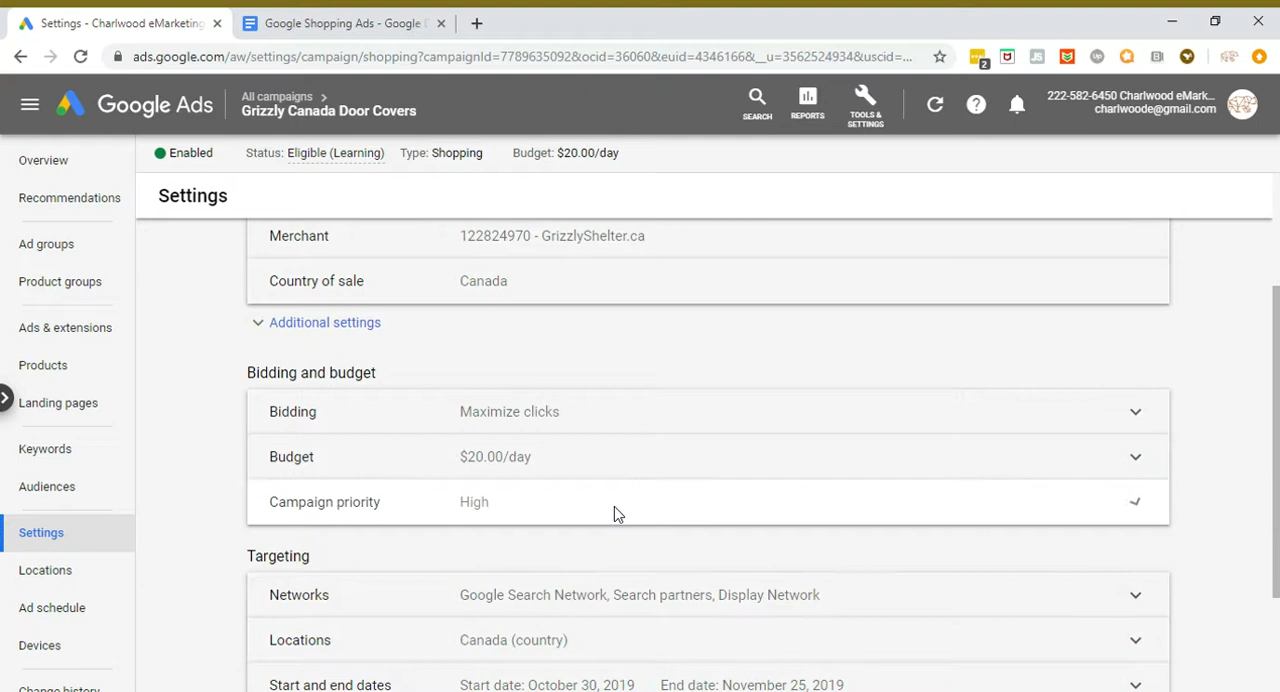 Settings - Charlwood eMarketing
Google Shopping Ads - Google D
ads.google.com/aw/settings/campaign/shopping?campaignId=7789635092&ocid=36060&euid=4346166&__u=3562524934&uscid=...
2
Google Ads
All campaigns
Grizzly Canada Door Covers
SEARCH
REPORTS
TOOLS &
SETTINGS
222-582-6450 Charlwood eMark...
charlwoode@gmail.com
Enabled Status: Eligible (Learning) Type: Shopping Budget: $20.00/day
Settings
Overview
Recommendations
Ad groups
Product groups
Ads & extensions
Products
Landing pages
Keywords
Audiences
Settings
Locations
Ad schedule
Devices
Change history
Merchant 122824970 - GrizzlyShelter.ca
Country of sale Canada
Additional settings
Bidding and budget
Bidding Maximize clicks
Budget $20.00/day
Campaign priority High
Targeting
Networks Google Search Network, Search partners, Display Network
Locations Canada (country)
Start and end dates Start date: October 30, 2019 End date: November 25, 2019